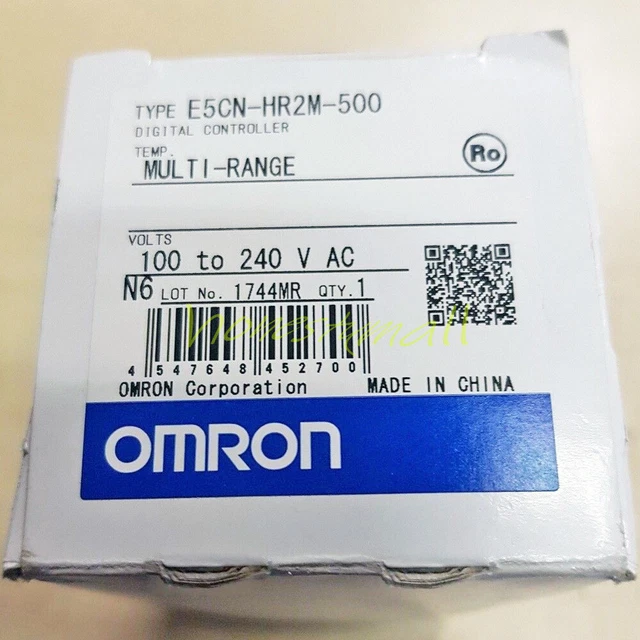 TYPE E5CN-HR2M-500
DIGITAL CONTROLLER
TEMP.
MULTI-RANGE
Ro
VOLTS
100 to 240 V AC
N6 LOT No. 1744MR QTY.1
4 547648 452700
OMRON Corporation MADE IN CHINA
OMRON